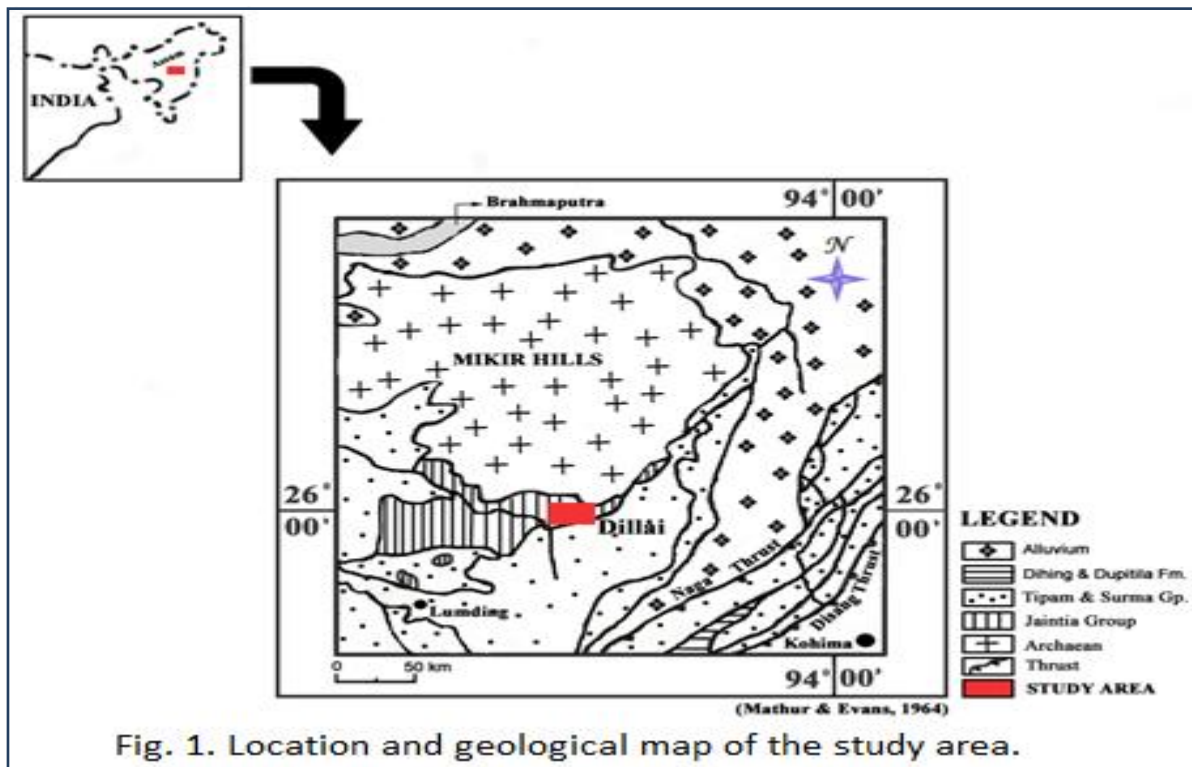 Assam
INDIA
Brahmaputra
94° 00'
N
MIKIR HILLS
26° 00'
Dillai
26° 00'
Naga Thrust
Disang Thrust
Lumding
Kohima
0 50 km
94° 00'
(Mathur & Evans, 1964)
LEGEND
Alluvium
Dihing & Dupitila Fm.
Tipam & Surma Gp.
Jaintia Group
Archaean
Thrust
STUDY AREA
Fig. 1. Location and geological map of the study area.